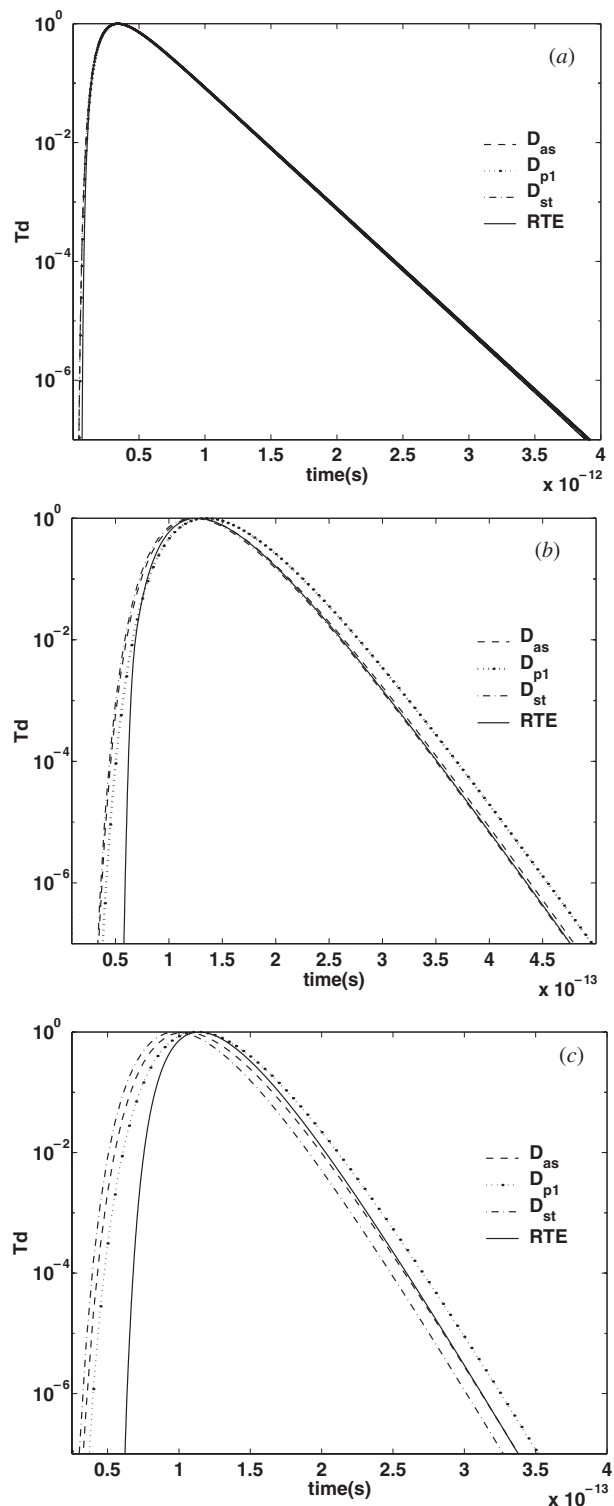 (a)
10^0
10^-2
10^-4
10^-6
Td
D_as
D_p1
D_st
RTE
0.5 1 1.5 2 2.5 3 3.5 4
time(s)
x 10^-12
(b)
10^0
10^-2
10^-4
10^-6
Td
D_as
D_p1
D_st
RTE
0.5 1 1.5 2 2.5 3 3.5 4 4.5
time(s)
x 10^-13
(c)
10^0
10^-2
10^-4
10^-6
Td
D_as
D_p1
D_st
RTE
0.5 1 1.5 2 2.5 3 3.5 4
time(s)
x 10^-13